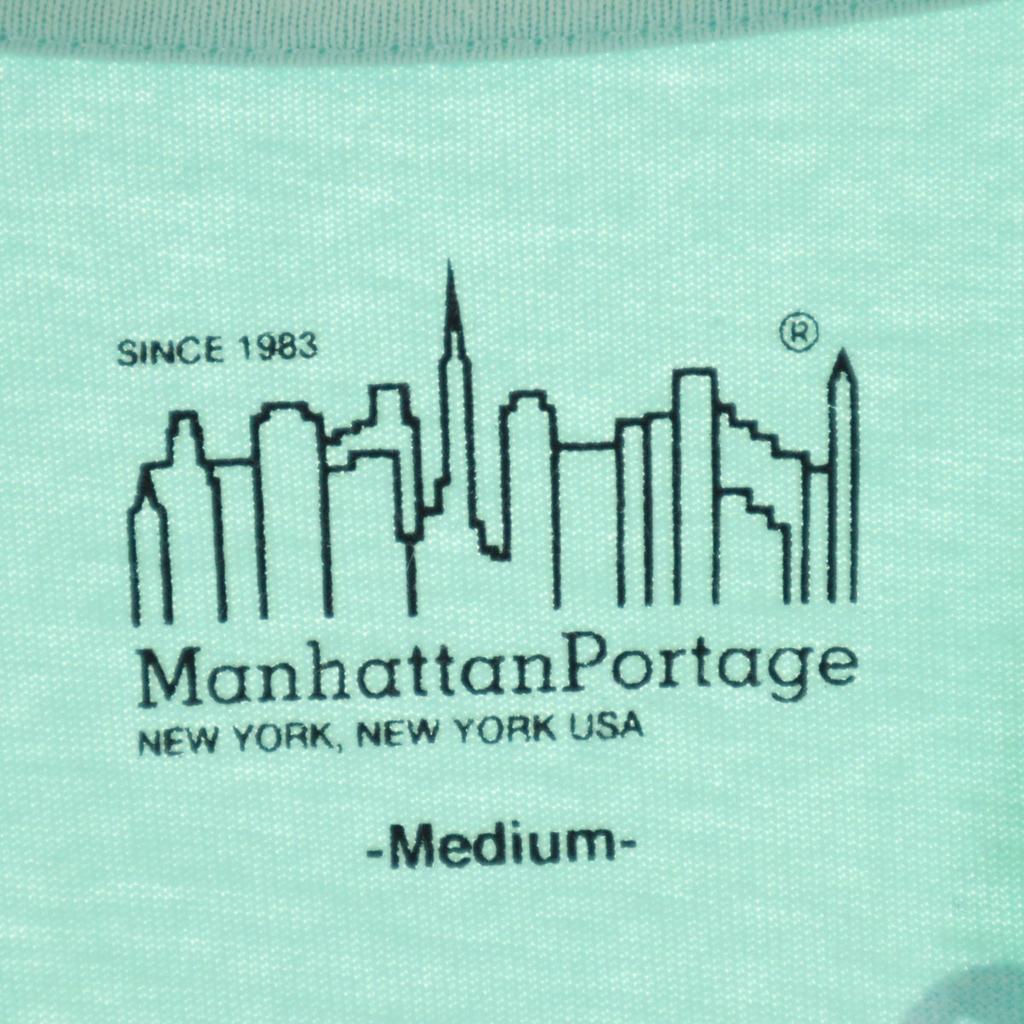 SINCE 1983
®
ManhattanPortage
NEW YORK, NEW YORK USA
-Medium-